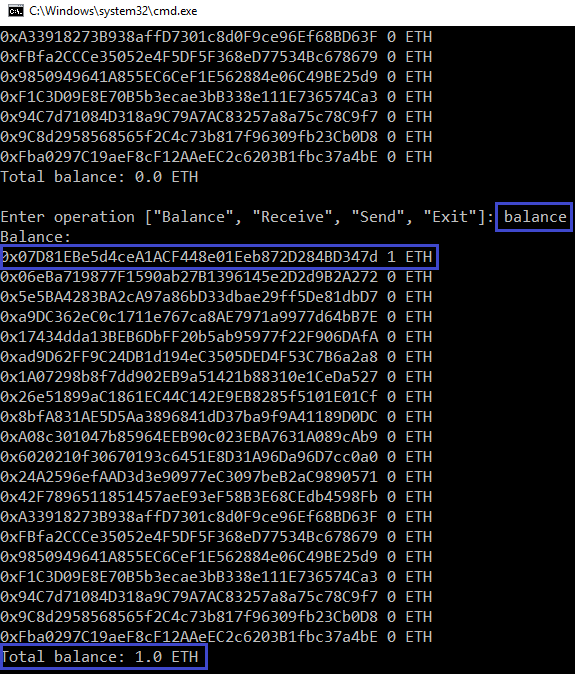 C:\Windows\system32\cmd.exe
0xA33918273B938affD7301c8d0F9ce96Ef68BD63F 0 ETH
0xFBfa2CCCe35052e4F5DF5F368eD77534Bc678679 0 ETH
0x9850949641A855EC6CeF1E562884e06C49BE25d9 0 ETH
0xF1C3D09E8E70B5b3ecae3bB338e111E736574Ca3 0 ETH
0x94C7d71084D318a9C79A7AC83257a8a75c78C9f7 0 ETH
0x9C8d2958568565f2C4c73b817f96309fb23Cb0D8 0 ETH
0xFba0297C19aeF8cF12AAeEC2c6203B1fbc37a4bE 0 ETH
Total balance: 0.0 ETH
Enter operation ["Balance", "Receive", "Send", "Exit"]: balance
Balance:
0x07D81EBe5d4ceA1ACF448e01Eeb872D284BD347d 1 ETH
0x06eBa719877F1590ab27B1396145e2D2d9B2A272 0 ETH
0x5e5BA4283BA2cA97a86bD33dbae29ff5De81dbD7 0 ETH
0xa9DC362eC0c1711e767ca8AE7971a9977d64bB7E 0 ETH
0x17434dda13BEB6DbFF20b5ab95977f22F906DAfA 0 ETH
0xad9D62FF9C24DB1d194eC3505DED4F53C7B6a2a8 0 ETH
0x1A07298b8f7dd902EB9a51421b88310e1CeDa527 0 ETH
0x26e51899aC1861EC44C142E9EB8285f5101E01Cf 0 ETH
0x8bfA831AE5D5Aa3896841dD37ba9f9A41189D0DC 0 ETH
0xA08c301047b85964EEB90c023EBA7631A089cAb9 0 ETH
0x6020210f30670193c6451E8D31A96Da96D7cc0a0 0 ETH
0x24A2596efAAD3d3e90977eC3097beB2aC9890571 0 ETH
0x42F7896511851457aeE93eF58B3E68CEdb4598Fb 0 ETH
0xA33918273B938affD7301c8d0F9ce96Ef68BD63F 0 ETH
0xFBfa2CCCe35052e4F5DF5F368eD77534Bc678679 0 ETH
0x9850949641A855EC6CeF1E562884e06C49BE25d9 0 ETH
0xF1C3D09E8E70B5b3ecae3bB338e111E736574Ca3 0 ETH
0x94C7d71084D318a9C79A7AC83257a8a75c78C9f7 0 ETH
0x9C8d2958568565f2C4c73b817f96309fb23Cb0D8 0 ETH
0xFba0297C19aeF8cF12AAeEC2c6203B1fbc37a4bE 0 ETH
Total balance: 1.0 ETH